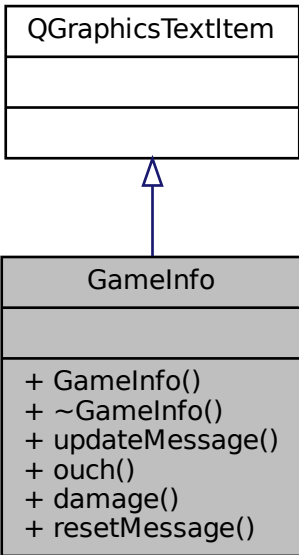 QGraphicsTextItem
GameInfo
+ GameInfo()
+ ~GameInfo()
+ updateMessage()
+ ouch()
+ damage()
+ resetMessage()